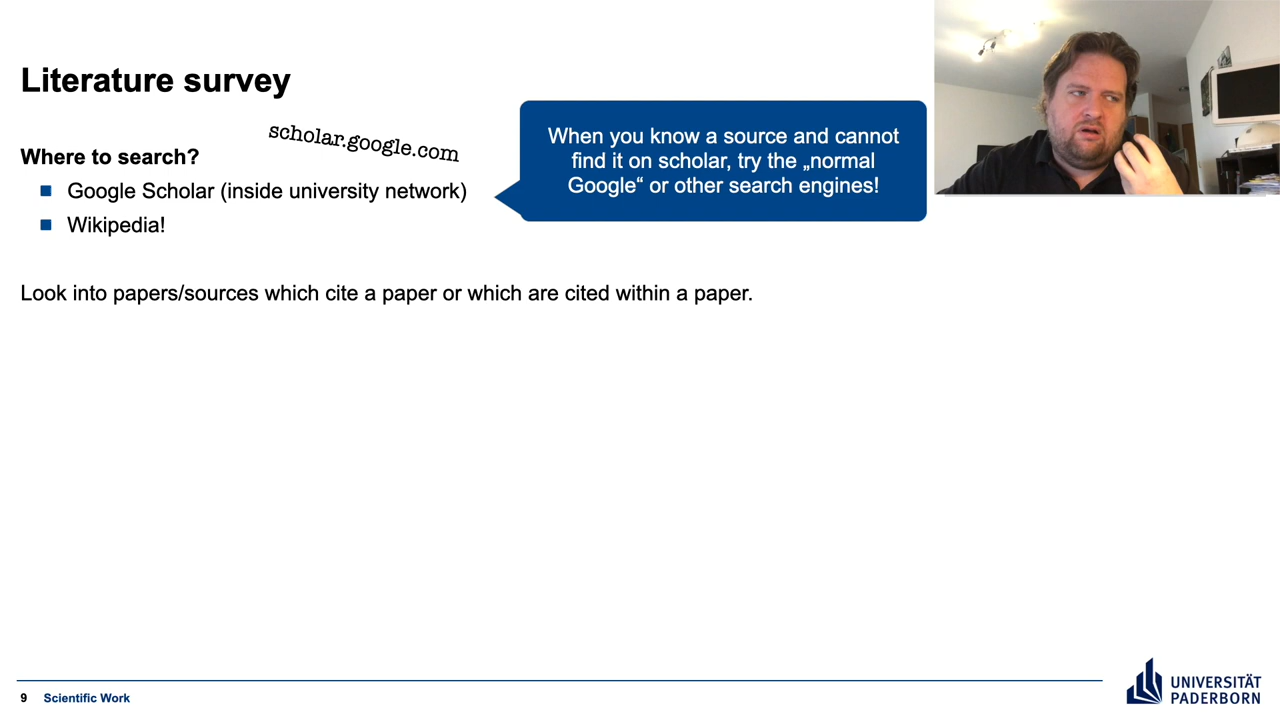 Literature survey
scholar.google.com
Where to search?
Google Scholar (inside university network)
Wikipedia!
When you know a source and cannot
find it on scholar, try the „normal
Google“ or other search engines!
Look into papers/sources which cite a paper or which are cited within a paper.
9 Scientific Work
UNIVERSITÄT
PADERBORN